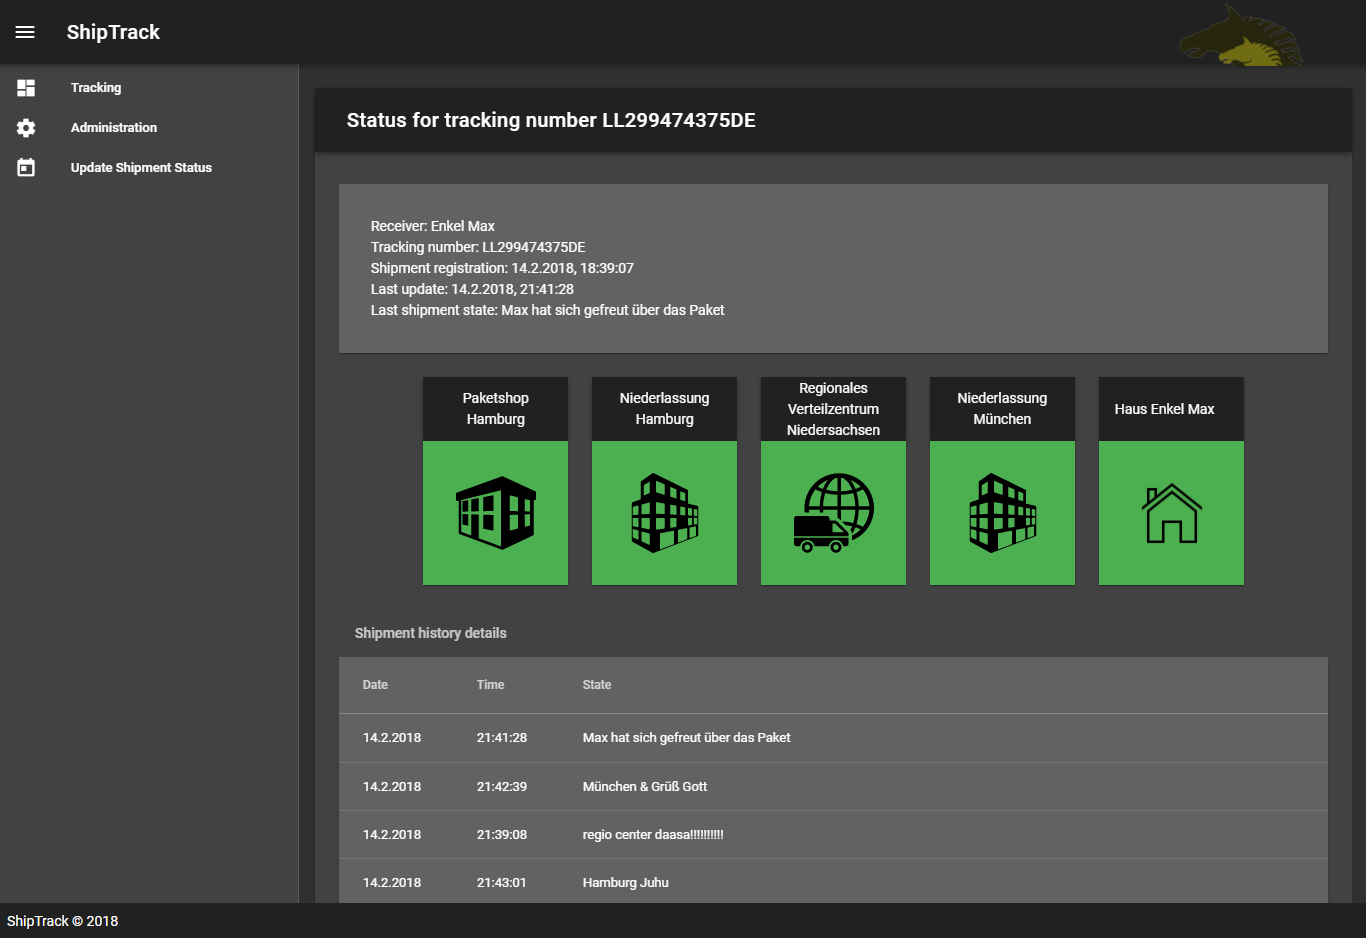 ShipTrack
Tracking
Administration
Update Shipment Status
Status for tracking number LL299474375DE
Receiver: Enkel Max
Tracking number: LL299474375DE
Shipment registration: 14.2.2018, 18:39:07
Last update: 14.2.2018, 21:41:28
Last shipment state: Max hat sich gefreut über das Paket
Paketshop
Hamburg
Niederlassung
Hamburg
Regionales
Verteilzentrum
Niedersachsen
Niederlassung
München
Haus Enkel Max
Shipment history details
Date Time State
14.2.2018 21:41:28 Max hat sich gefreut über das Paket
14.2.2018 21:42:39 München & Grüß Gott
14.2.2018 21:39:08 regio center daasa!!!!!!!!!!
14.2.2018 21:43:01 Hamburg Juhu
ShipTrack © 2018